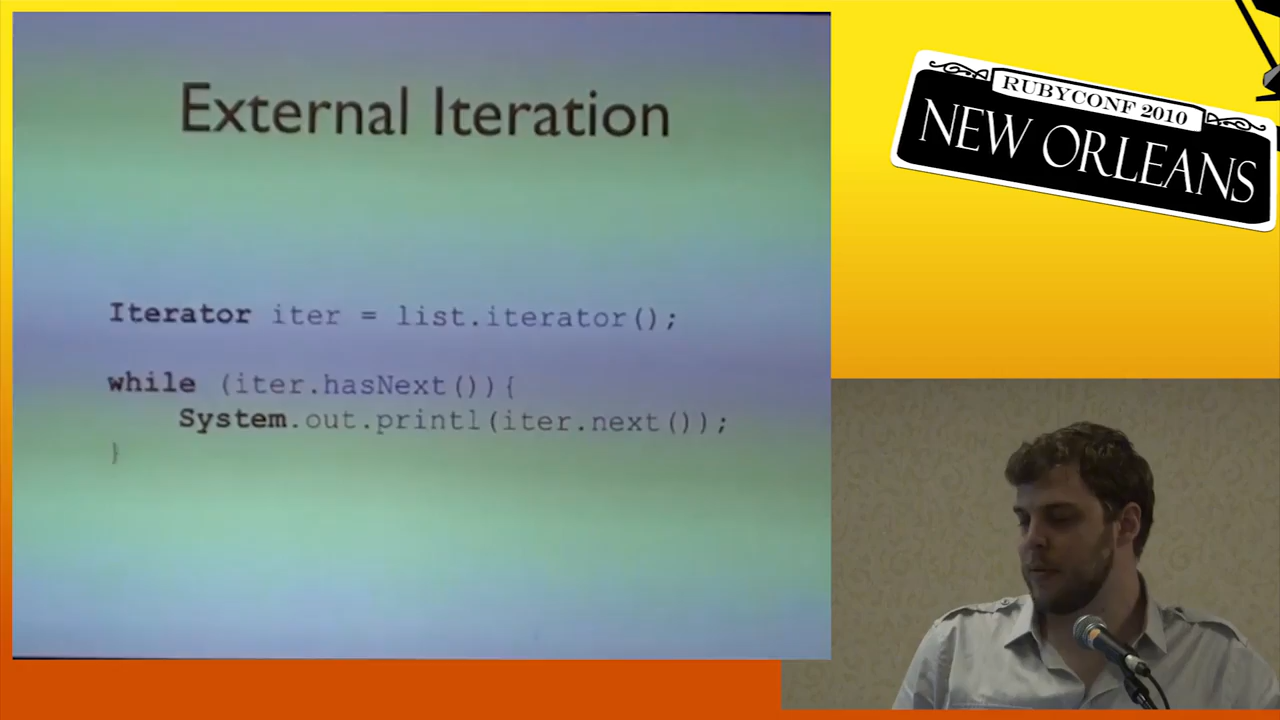 External Iteration
Iterator iter = list.iterator();
while (iter.hasNext()){
System.out.printl(iter.next());
}
RUBYCONF 2010
NEW ORLEANS